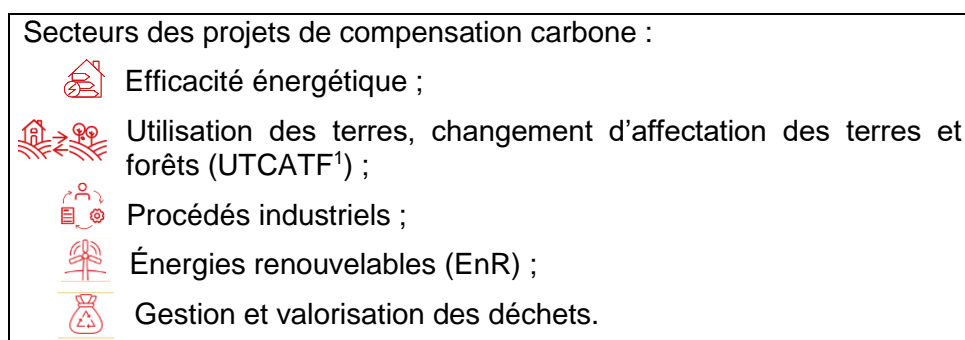 Secteurs des projets de compensation carbone :
Efficacité énergétique ;
Utilisation des terres, changement d’affectation des terres et
forêts (UTCATF¹) ;
Procédés industriels ;
Énergies renouvelables (EnR) ;
Gestion et valorisation des déchets.